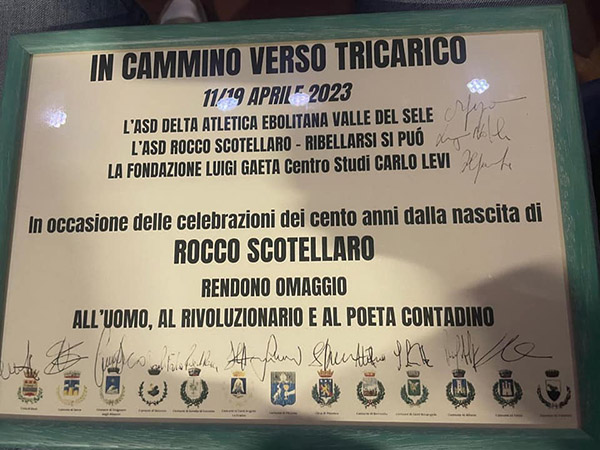 IN CAMMINO VERSO TRICARICO
11/19 APRILE 2023
L'ASD DELTA ATLETICA EBOLITANA VALLE DEL SELE
L'ASD ROCCO SCOTELLARO - RIBELLARSI SI PUÓ
LA FONDAZIONE LUIGI GAETA Centro Studi CARLO LEVI
In occasione delle celebrazioni dei cento anni dalla nascita di
ROCCO SCOTELLARO
RENDONO OMAGGIO
ALL'UOMO, AL RIVOLUZIONARIO E AL POETA CONTADINO